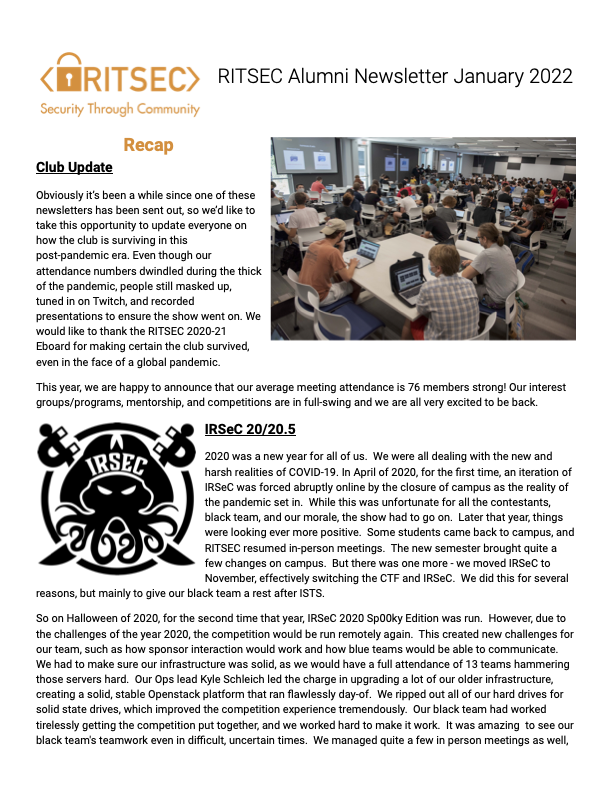 RITSEC
Security Through Community
RITSEC Alumni Newsletter January 2022
Recap
Club Update
Obviously it's been a while since one of these
newsletters has been sent out, so we'd like to
take this opportunity to update everyone on
how the club is surviving in this
post-pandemic era. Even though our
attendance numbers dwindled during the thick
of the pandemic, people still masked up,
tuned in on Twitch, and recorded
presentations to ensure the show went on. We
would like to thank the RITSEC 2020-21
Eboard for making certain the club survived,
even in the face of a global pandemic.
This year, we are happy to announce that our average meeting attendance is 76 members strong! Our interest
groups/programs, mentorship, and competitions are in full-swing and we are all very excited to be back.
IRSEC
IRSeC 20/20.5
2020 was a new year for all of us. We were all dealing with the new and
harsh realities of COVID-19. In April of 2020, for the first time, an iteration of
IRSeC was forced abruptly online by the closure of campus as the reality of
the pandemic set in. While this was unfortunate for all the contestants,
black team, and our morale, the show had to go on. Later that year, things
were looking ever more positive. Some students came back to campus, and
RITSEC resumed in-person meetings. The new semester brought quite a
few changes on campus. But there was one more - we moved IRSeC to
November, effectively switching the CTF and IRSeC. We did this for several
reasons, but mainly to give our black team a rest after ISTS.
So on Halloween of 2020, for the second time that year, IRSeC 2020 Sp00ky Edition was run. However, due to
the challenges of the year 2020, the competition would be run remotely again. This created new challenges for
our team, such as how sponsor interaction would work and how blue teams would be able to communicate.
We had to make sure our infrastructure was solid, as we would have a full attendance of 13 teams hammering
those servers hard. Our Ops lead Kyle Schleich led the charge in upgrading a lot of our older infrastructure,
creating a solid, stable Openstack platform that ran flawlessly day-of. We ripped out all of our hard drives for
solid state drives, which improved the competition experience tremendously. Our black team had worked
tirelessly getting the competition put together, and we worked hard to make it work. It was amazing to see our
black team's teamwork even in difficult, uncertain times. We managed quite a few in person meetings as well,